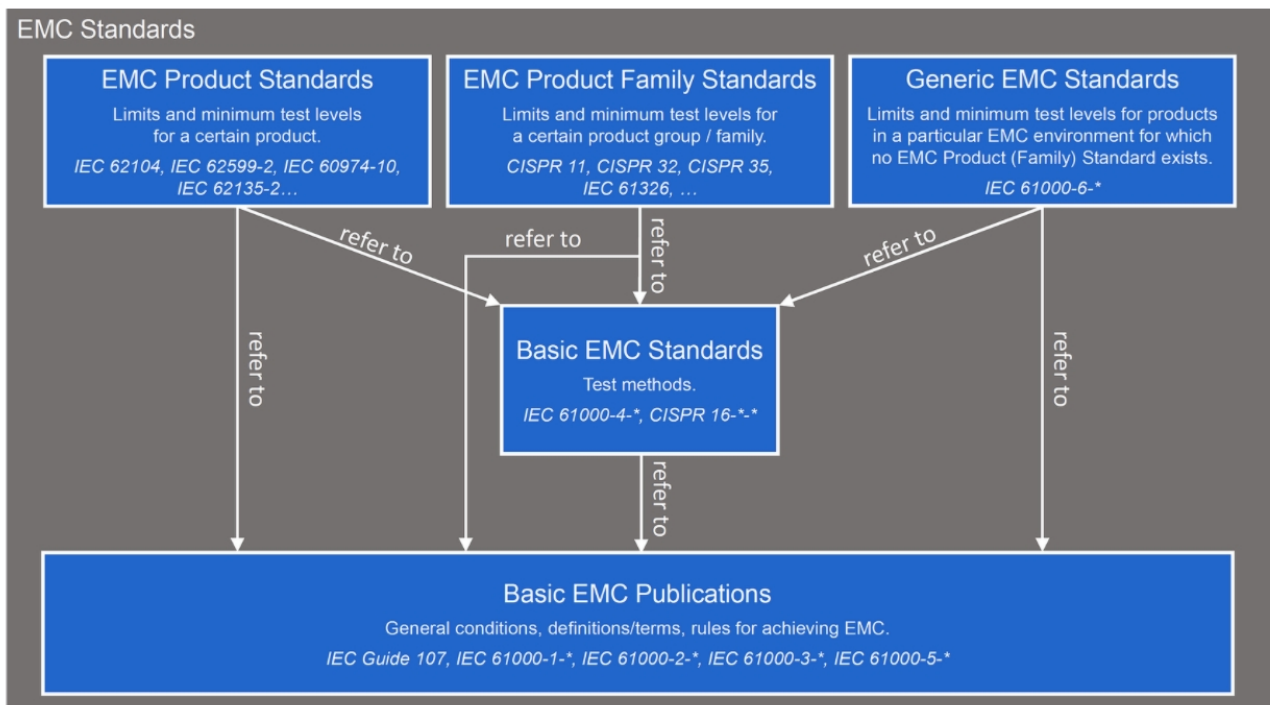 EMC Standards
EMC Product Standards
Limits and minimum test levels
for a certain product.
IEC 62104, IEC 62599-2, IEC 60974-10,
IEC 62135-2…
EMC Product Family Standards
Limits and minimum test levels for
a certain product group / family.
CISPR 11, CISPR 32, CISPR 35,
IEC 61326, …
Generic EMC Standards
Limits and minimum test levels for products
in a particular EMC environment for which
no EMC Product (Family) Standard exists.
IEC 61000-6-*
refer to
refer to
refer to
refer to
refer to
Basic EMC Standards
Test methods.
IEC 61000-4-*, CISPR 16-*-*
refer to
refer to
refer to
Basic EMC Publications
General conditions, definitions/terms, rules for achieving EMC.
IEC Guide 107, IEC 61000-1-*, IEC 61000-2-*, IEC 61000-3-*, IEC 61000-5-*